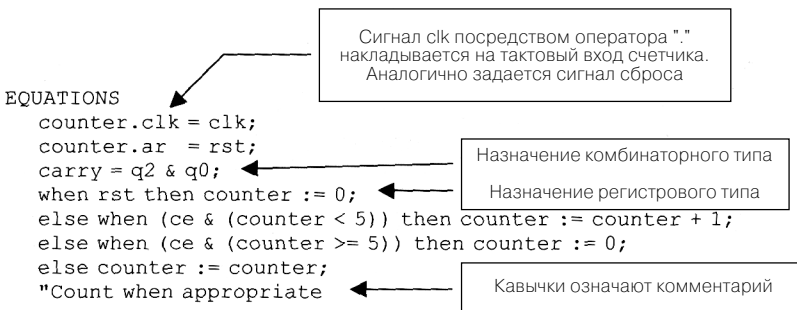 Сигнал clk посредством оператора "."
накладывается на тактовый вход счетчика.
Аналогично задается сигнал сброса
EQUATIONS
counter.clk = clk;
counter.ar = rst;
carry = q2 & q0;
Назначение комбинаторного типа
when rst then counter := 0;
Назначение регистрового типа
else when (ce & (counter < 5)) then counter := counter + 1;
else when (ce & (counter >= 5)) then counter := 0;
else counter := counter;
"Count when appropriate
Кавычки означают комментарий